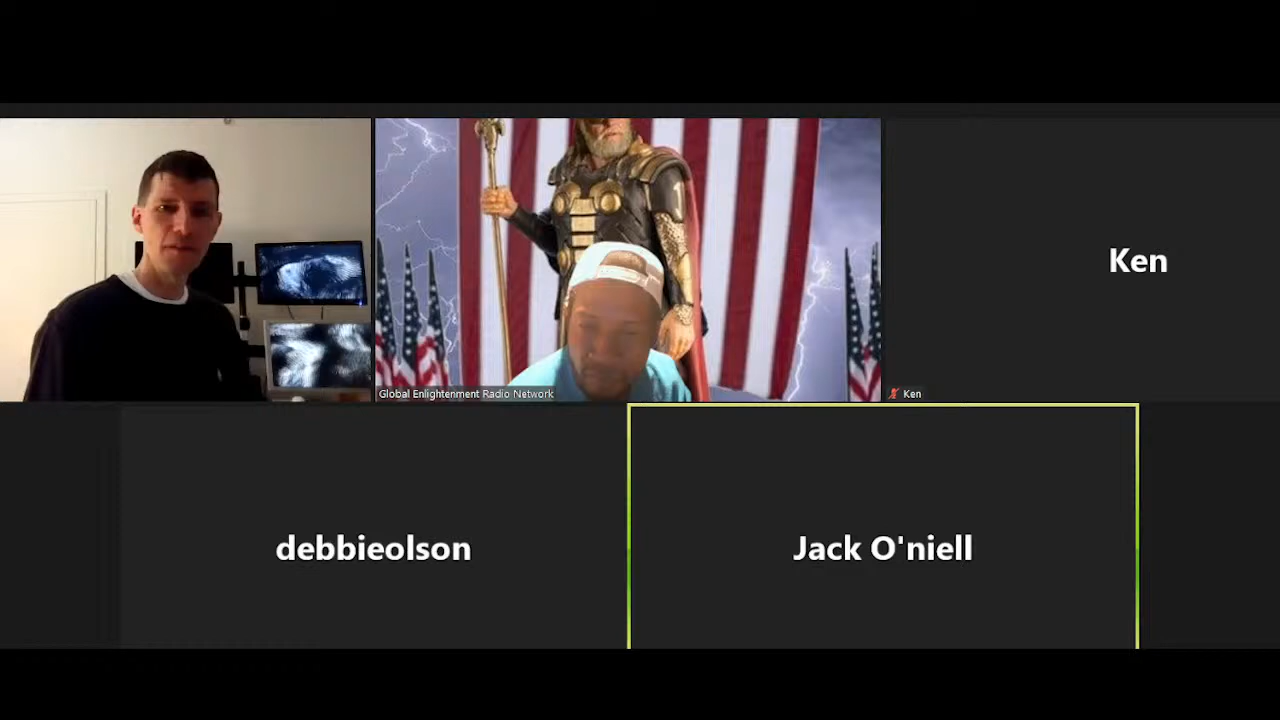 Ken
Global Enlightenment Radio Network
Ken
debbieolson
Jack O'niell